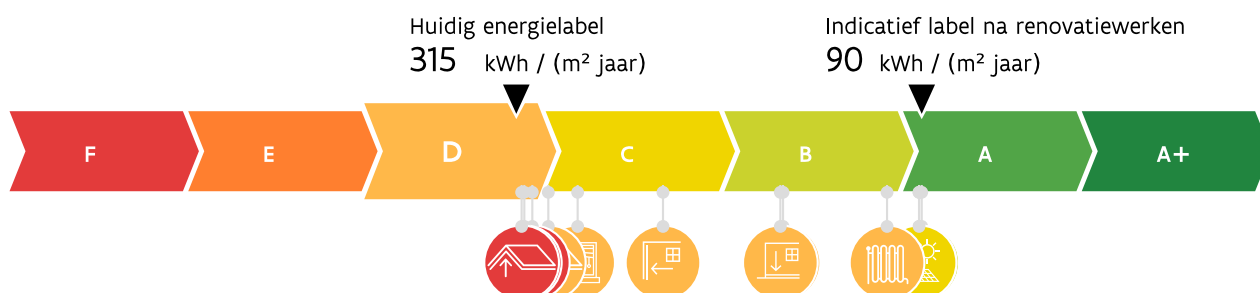 Huidig energielabel
315 kWh / (m² jaar)
Indicatief label na renovatiewerken
90 kWh / (m² jaar)
F E D C B A A+